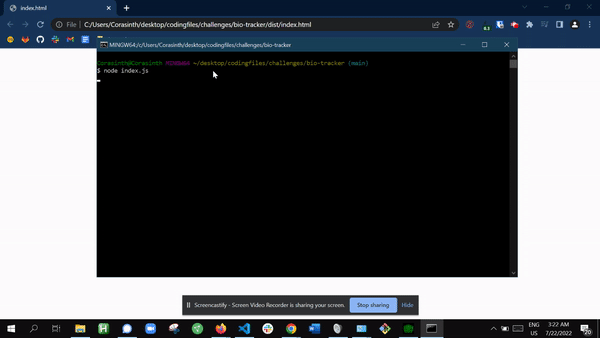 index.html
File C:/Users/Corasinth/desktop/codingfiles/challenges/bio-tracker/dist/index.html
MINGW64:/c/Users/Corasinth/desktop/codingfiles/challenges/bio-tracker
Corasinth@Corasinth MINGW64 ~/desktop/codingfiles/challenges/bio-tracker (main)
$ node index.js
Screencastify - Screen Video Recorder is sharing your screen. Stop sharing Hide
ENG
US
3:22 AM
7/22/2022
20